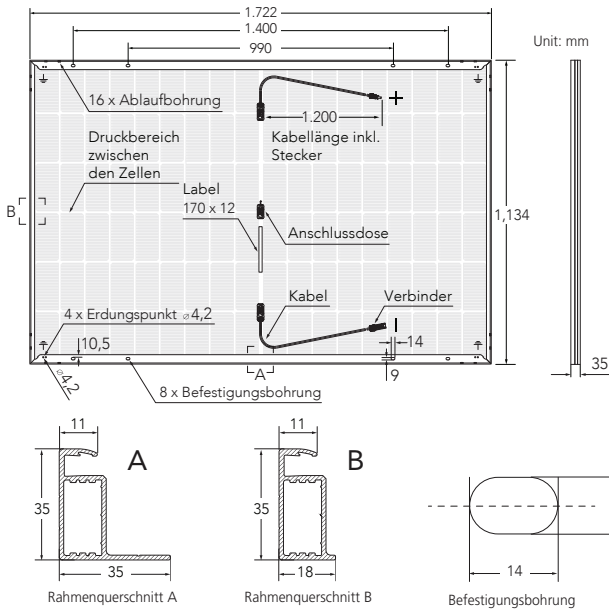 1.722
1.400
990
Unit: mm
16 x Ablaufbohrung
+
1.200
Kabellänge inkl.
Stecker
Druckbereich
zwischen
den Zellen
Label
170 x 12
B
1,134
Anschlussdose
Kabel
Verbinder
4 x Erdungspunkt ⌀4,2
10,5
14
⌀4,2
A
9
8 x Befestigungsbohrung
35
11
A
35
35
Rahmenquerschnitt A
11
B
35
18
Rahmenquerschnitt B
14
Befestigungsbohrung